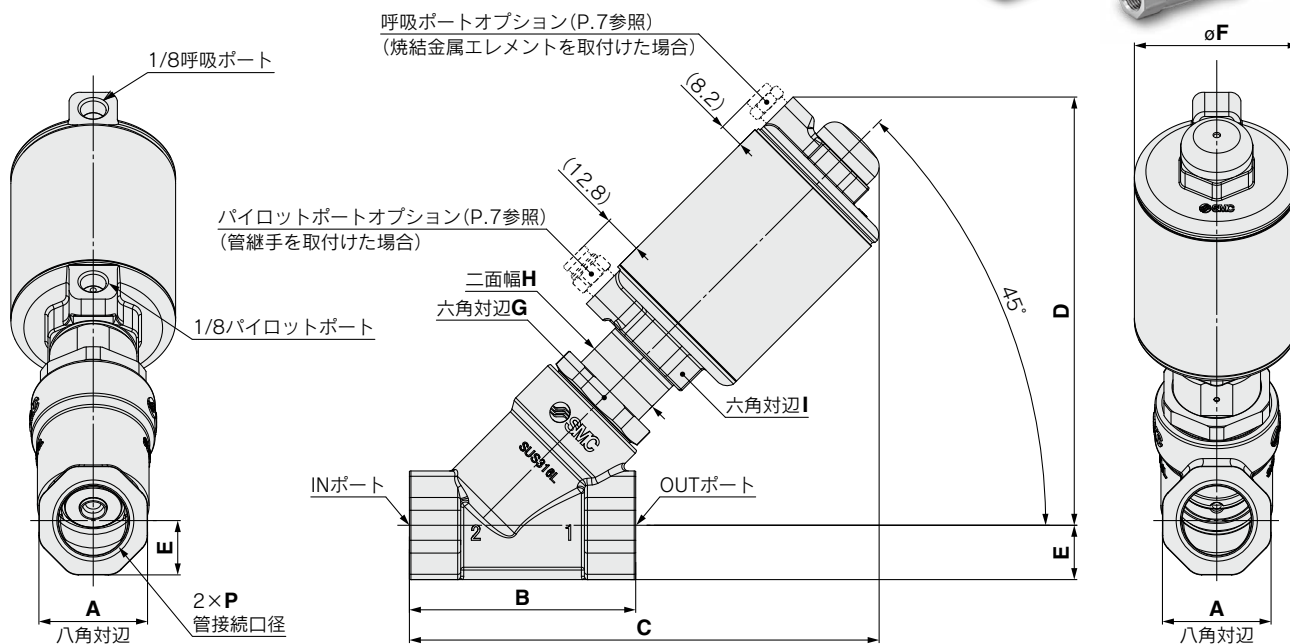 呼吸ポートオプション(P.7参照)
(焼結金属エレメントを取付けた場合)
øF
1/8呼吸ポート
(8.2)
(12.8)
パイロットポートオプション(P.7参照)
(管継手を取付けた場合)
二面幅H
六角対辺G
1/8パイロットポート
45°
D
SMC
六角対辺I
SMC
SUS316L
INポート
OUTポート
2
1
E
E
A
八角対辺
2×P
管接続口径
B
C
A
八角対辺